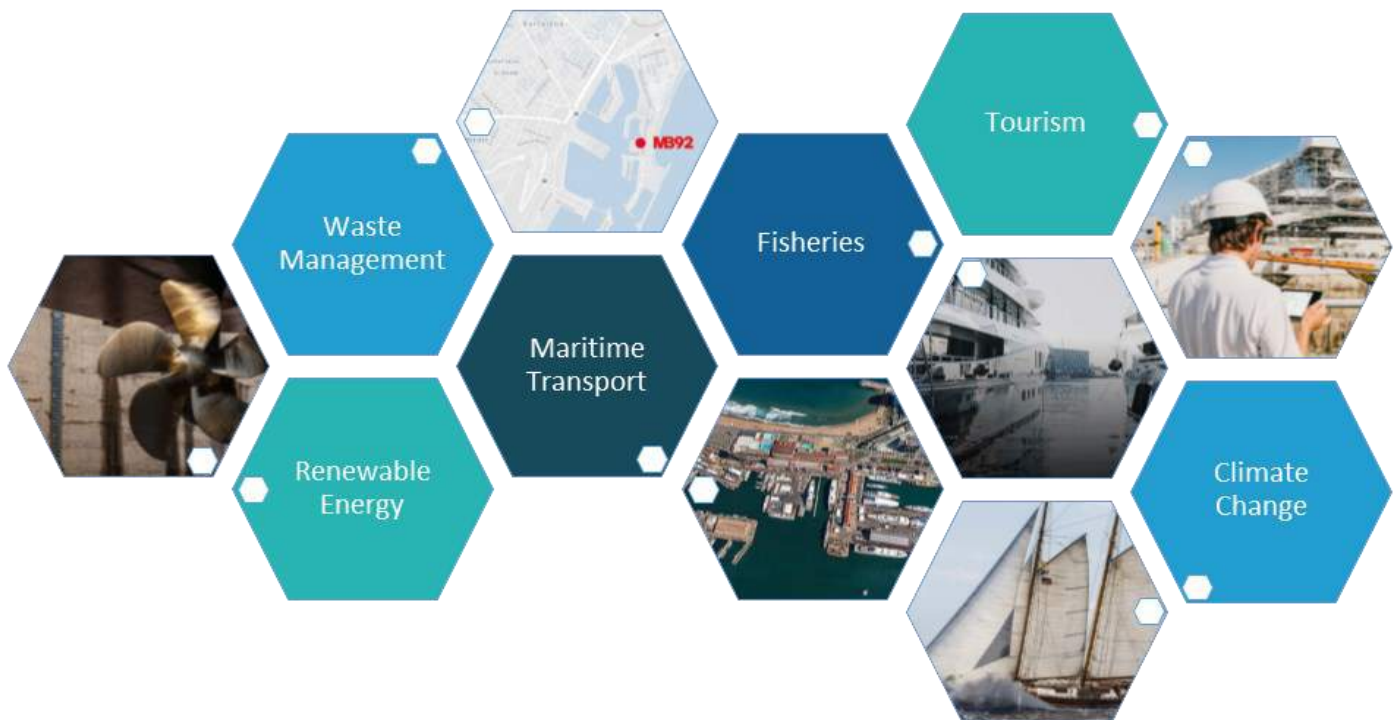 MB92
Tourism
Waste
Management
Fisheries
Maritime
Transport
Renewable
Energy
Climate
Change